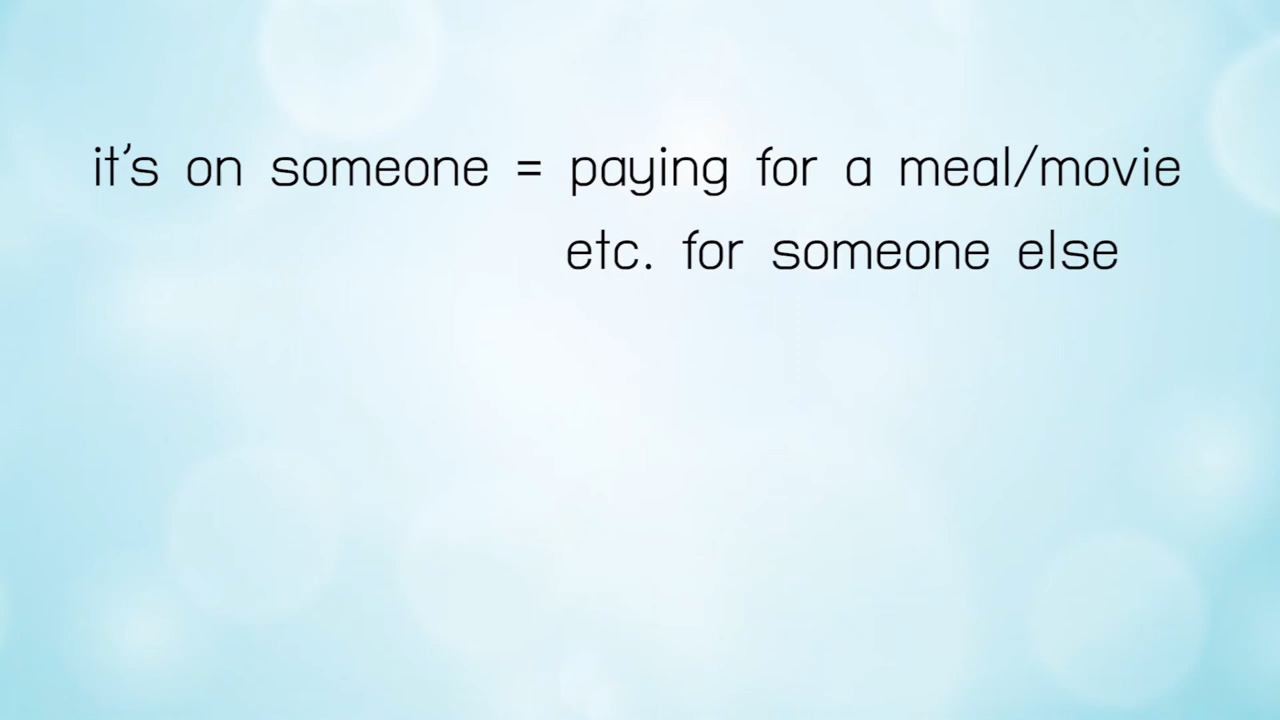 it's on someone = paying for a meal/movie
etc. for someone else